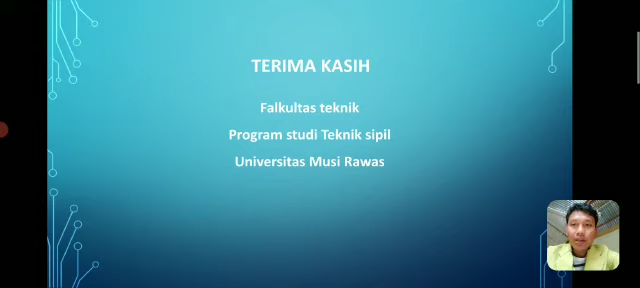 TERIMA KASIH
Falkultas teknik
Program studi Teknik sipil
Universitas Musi Rawas